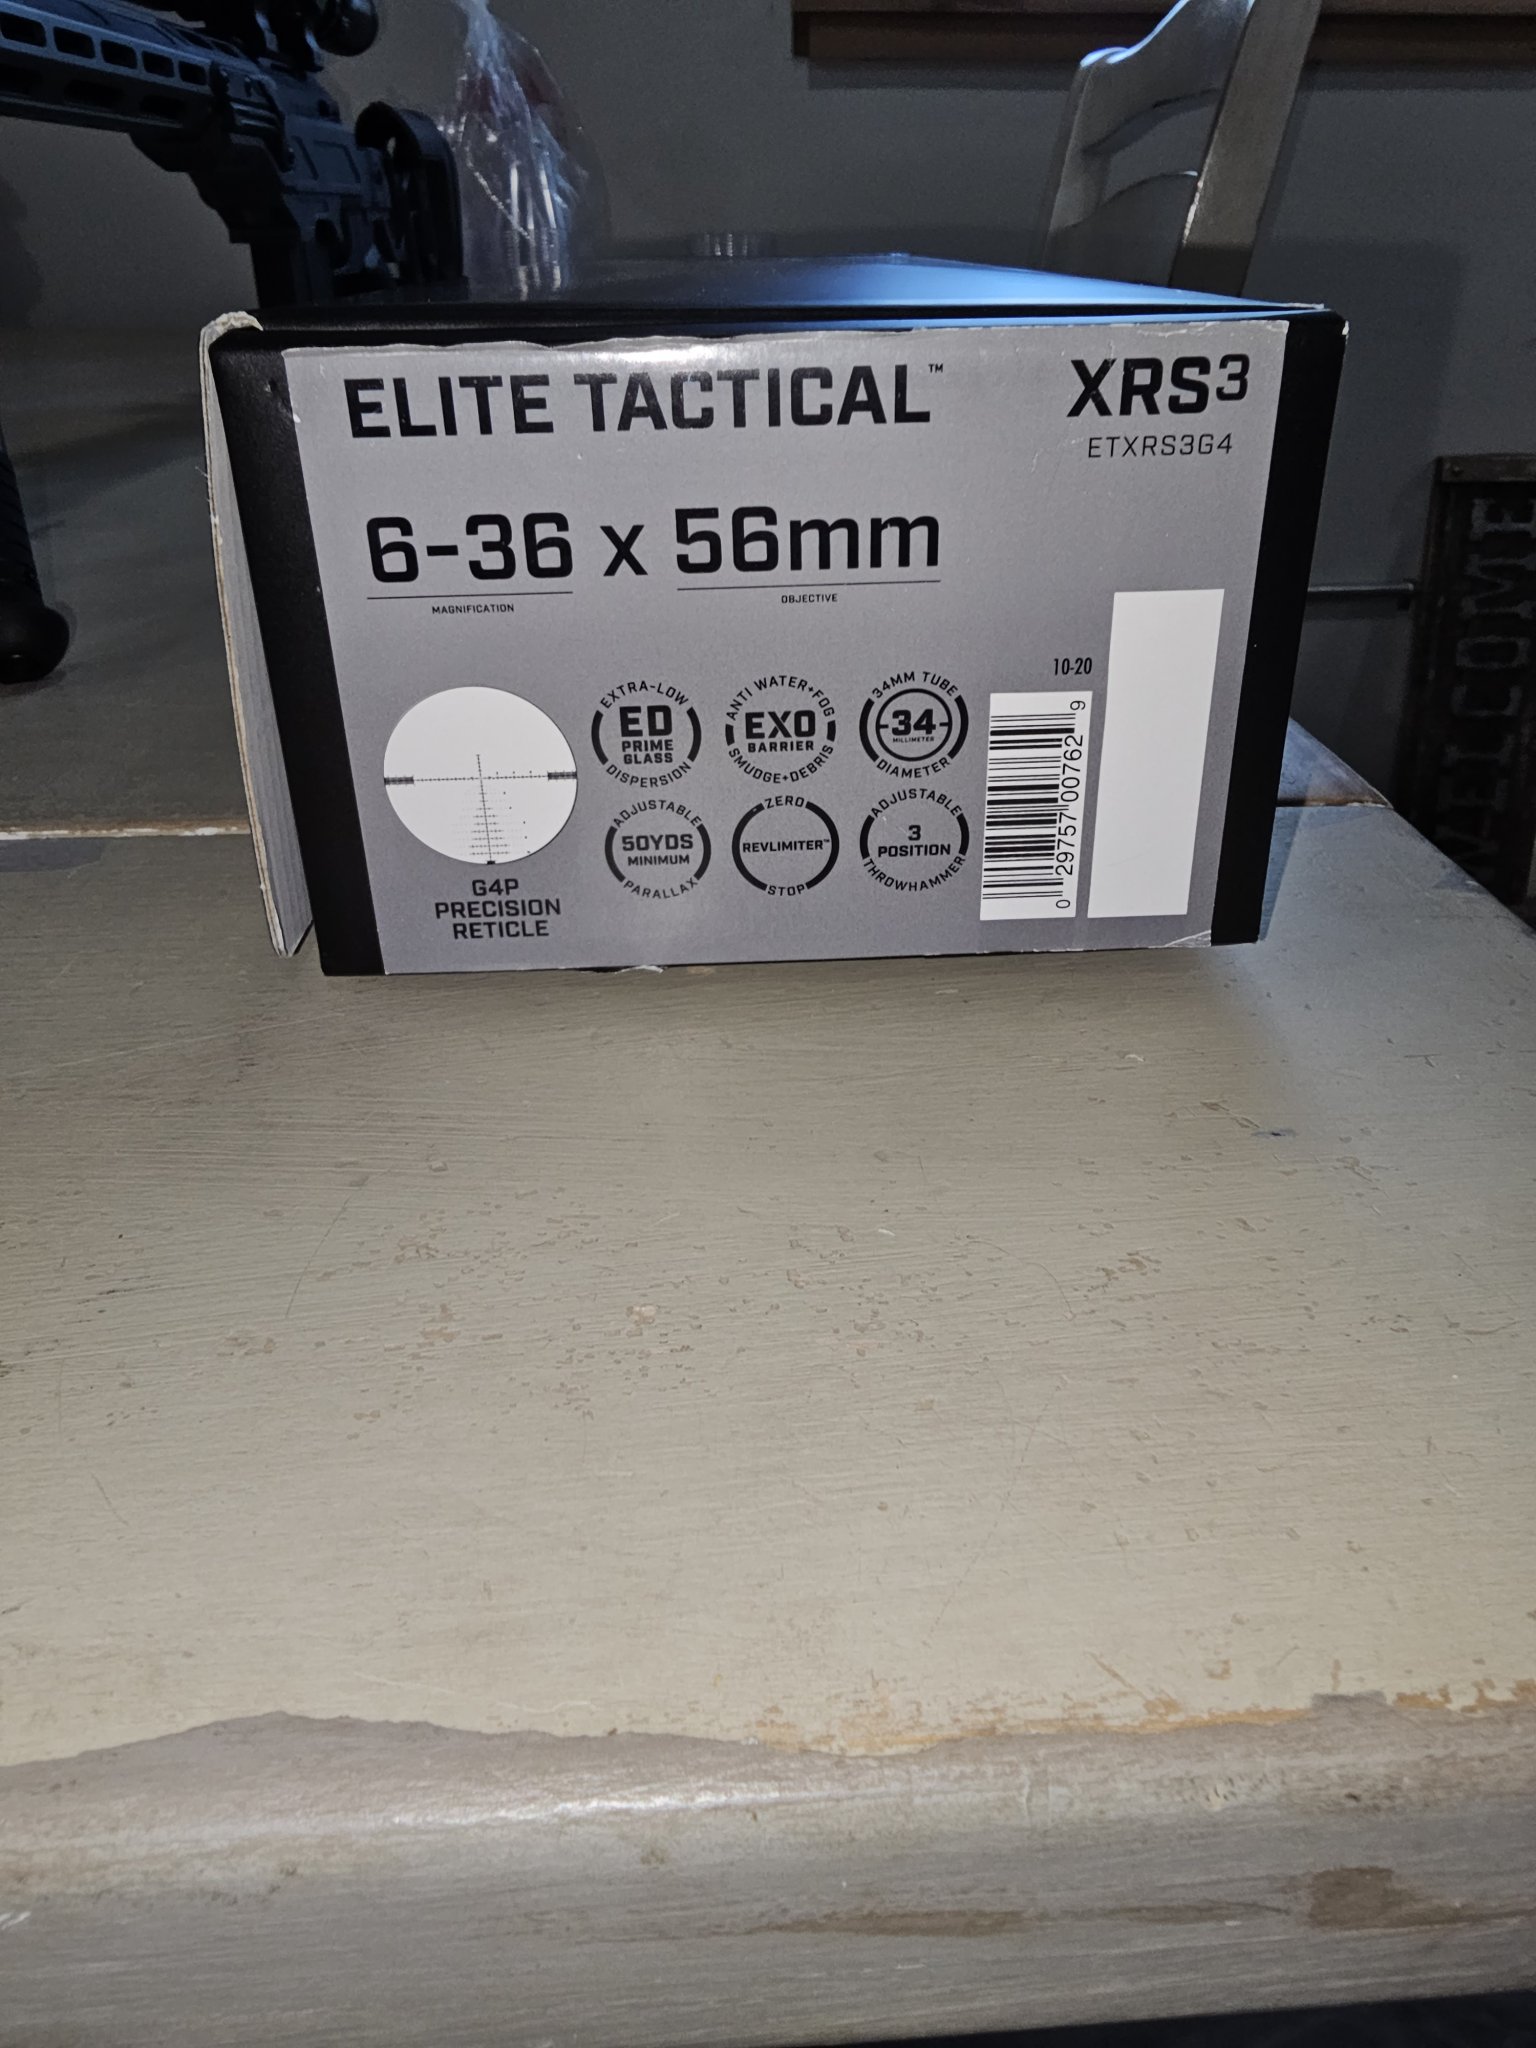 ELITE TACTICAL™
XRS3
ETXRS3G4
6-36 x 56mm
MAGNIFICATION
OBJECTIVE
EXTRA-LOW
ED
PRIME
GLASS
DISPERSION
ANTI WATER+FOG
EXO
BARRIER
SMUDGE+DEBRIS
34MM TUBE
-34-
MILLIMETER
DIAMETER
ADJUSTABLE
50YDS
MINIMUM
PARALLAX
ZERO
REVLIMITER™
STOP
ADJUSTABLE
3
POSITION
THROWHAMMER
G4P
PRECISION
RETICLE
10-20
0 29757 00762 9
WELCOME